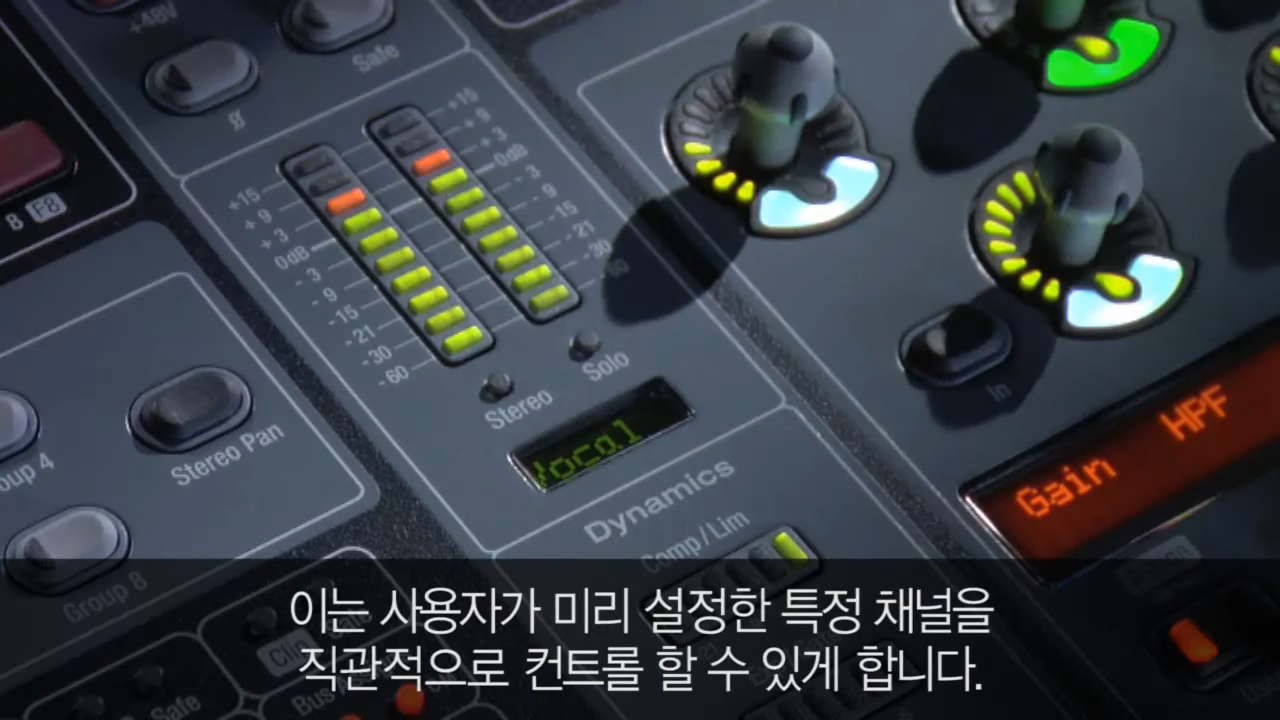 +48V
Safe
Ø
8 F8
+15
+9
+3
0dB
-3
-9
-15
-21
-30
-60
+15
+9
+3
0dB
-3
-9
-15
-21
-30
-60
Stereo
Solo
In
HPF
Gain
Stereo Pan
Group 8
Dynamics
Comp/Lim
Safe
이는 사용자가 미리 설정한 특정 채널을
직관적으로 컨트롤 할 수 있게 합니다.